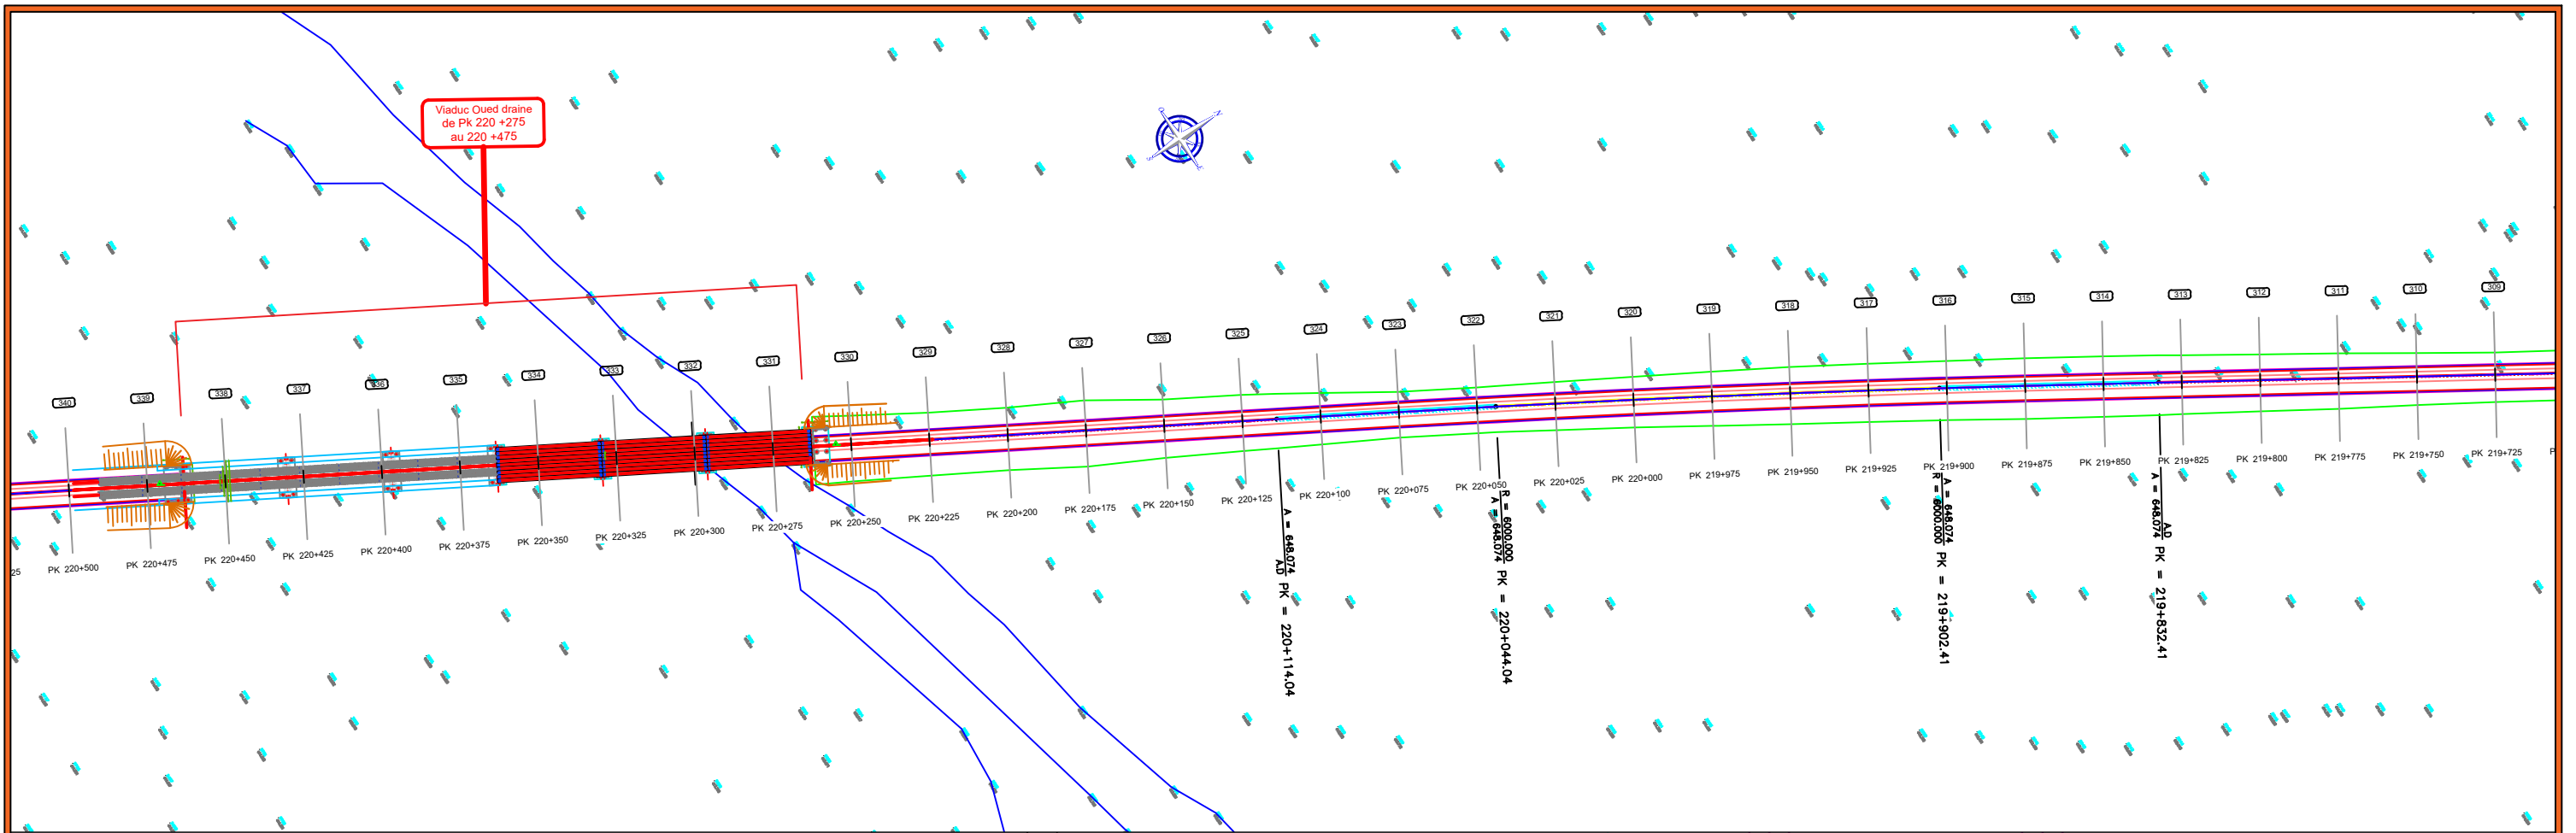 Viaduc Oued draine
de Pk 220 +275
au 220 +475
340
339
338
337
336
335
334
333
332
331
330
329
328
327
326
325
324
323
322
321
320
319
318
317
316
315
314
313
312
311
310
309
25
PK 220+500
PK 220+475
PK 220+450
PK 220+425
PK 220+400
PK 220+375
PK 220+350
PK 220+325
PK 220+300
PK 220+275
PK 220+250
PK 220+225
PK 220+200
PK 220+175
PK 220+150
PK 220+125
PK 220+100
PK 220+075
PK 220+050
PK 220+025
PK 220+000
PK 219+975
PK 219+950
PK 219+925
PK 219+900
PK 219+875
PK 219+850
PK 219+825
PK 219+800
PK 219+775
PK 219+750
PK 219+725
P
A = 648.074
A.D
PK = 220+114.04
R = 6000.000
A = 648.074
PK = 220+044.04
A = 648.074
R = 6000.000
PK = 219+902.41
A.D
A = 648.074
PK = 219+832.41